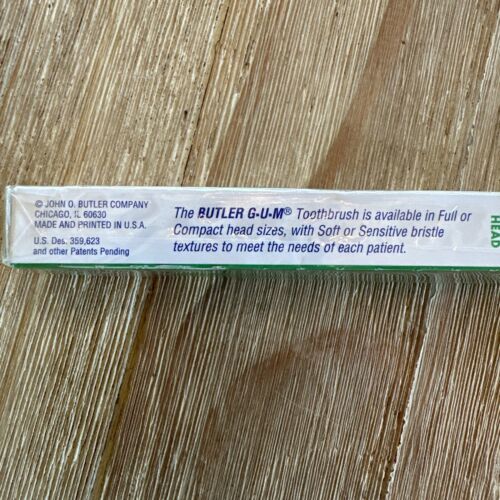 © JOHN O. BUTLER COMPANY
CHICAGO, IL 60630
MADE AND PRINTED IN U.S.A.
U.S. Des. 359,623
and other Patents Pending
The BUTLER G•U•M® Toothbrush is available in Full or
Compact head sizes, with Soft or Sensitive bristle
textures to meet the needs of each patient.
HEAD